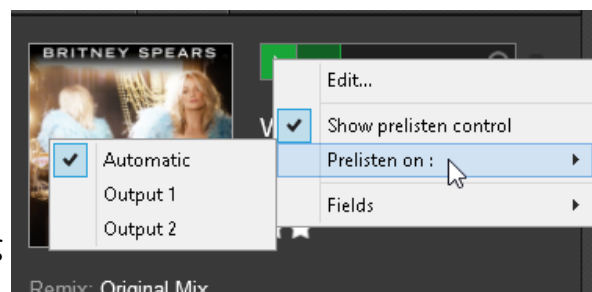 BRITNEY SPEARS
Edit...
Show prelisten control
Prelisten on :
Fields
Automatic
Output 1
Output 2
Remix: Original Mix